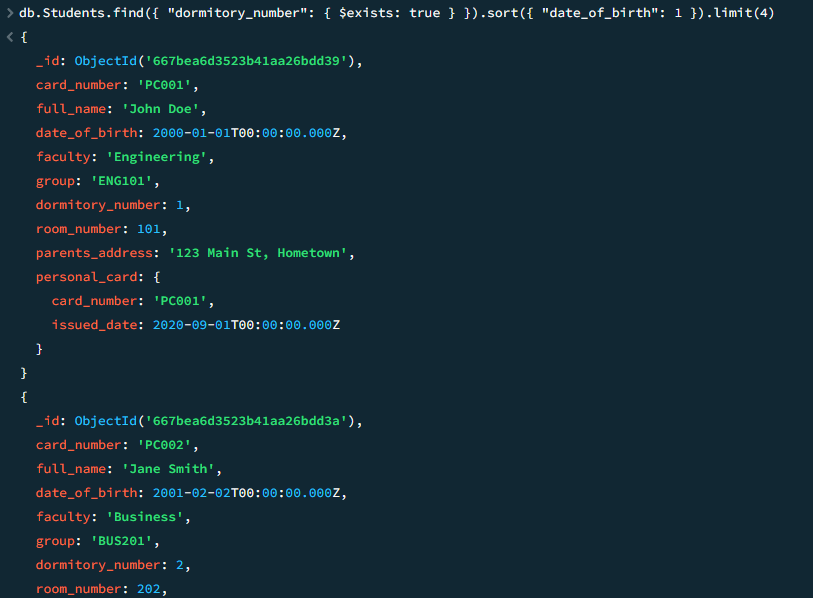 > db.Students.find({ "dormitory_number": { $exists: true } }).sort({ "date_of_birth": 1 }).limit(4)
< {
_id: ObjectId('667bea6d3523b41aa26bdd39'),
card_number: 'PC001',
full_name: 'John Doe',
date_of_birth: 2000-01-01T00:00:00.000Z,
faculty: 'Engineering',
group: 'ENG101',
dormitory_number: 1,
room_number: 101,
parents_address: '123 Main St, Hometown',
personal_card: {
card_number: 'PC001',
issued_date: 2020-09-01T00:00:00.000Z
}
}
{
_id: ObjectId('667bea6d3523b41aa26bdd3a'),
card_number: 'PC002',
full_name: 'Jane Smith',
date_of_birth: 2001-02-02T00:00:00.000Z,
faculty: 'Business',
group: 'BUS201',
dormitory_number: 2,
room_number: 202,